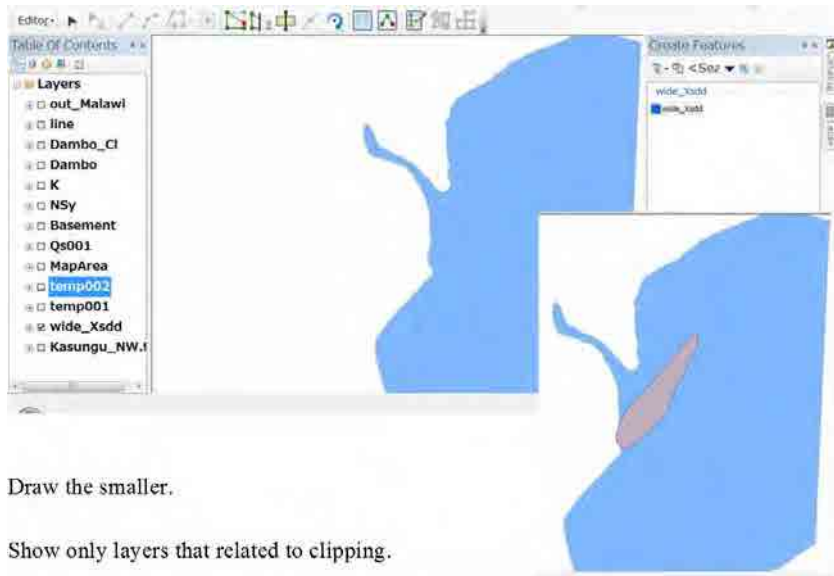 Editor
Table Of Contents
Layers
out_Malawi
line
Dambo_Cl
Dambo
K
NSy
Basement
Qs001
MapArea
temp002
temp001
wide_Xsdd
Kasungu_NW.
Create Features
wide_Xsdd
wide_Xsdd
Draw the smaller.
Show only layers that related to clipping.